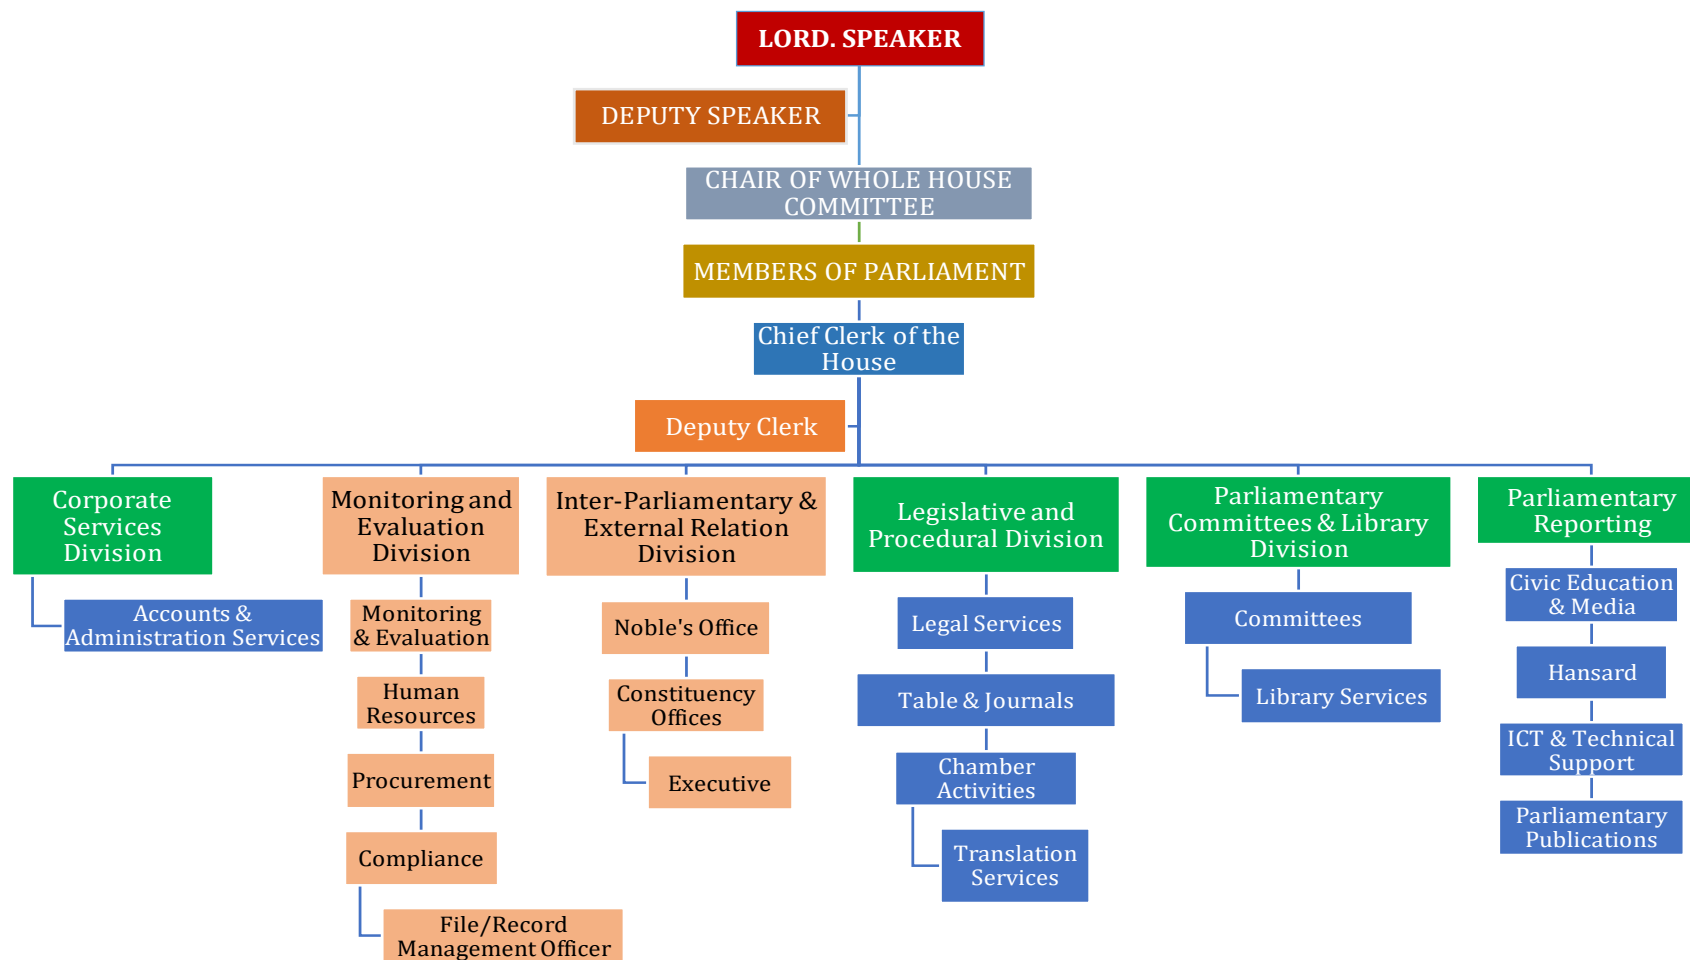 LORD. SPEAKER
DEPUTY SPEAKER
CHAIR OF WHOLE HOUSE
COMMITTEE
MEMBERS OF PARLIAMENT
Chief Clerk of the
House
Deputy Clerk
Corporate
Services
Division
Accounts &
Administration Services
Monitoring and
Evaluation
Division
Monitoring
& Evaluation
Human
Resources
Procurement
Compliance
File/Record
Management Officer
Inter-Parliamentary &
External Relation
Division
Noble's Office
Constituency
Offices
Executive
Legislative and
Procedural Division
Legal Services
Table & Journals
Chamber
Activities
Translation
Services
Parliamentary
Committees & Library
Division
Committees
Library Services
Parliamentary
Reporting
Civic Education
& Media
Hansard
ICT & Technical
Support
Parliamentary
Publications